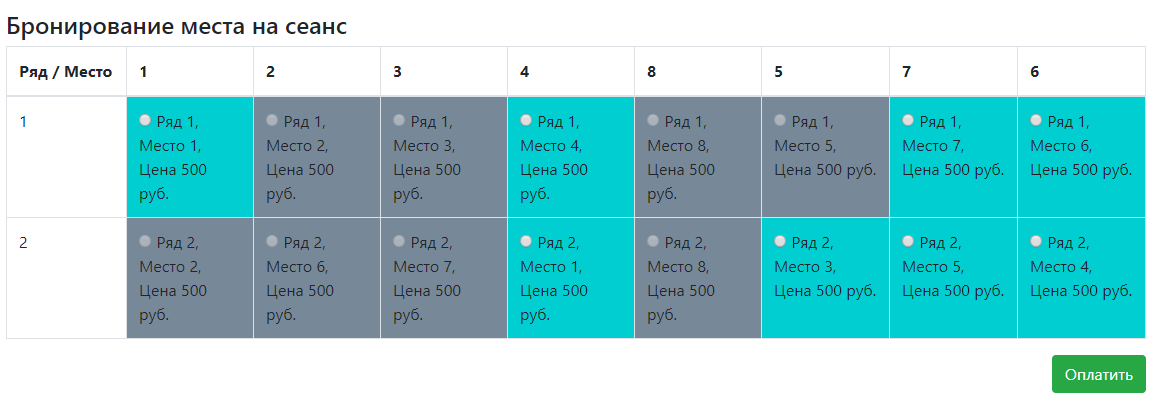 Бронирование места на сеанс
Ряд / Место 1 2 3 4 8 5 7 6
1
Ряд 1,
Место 1,
Цена 500
руб.
Ряд 1,
Место 2,
Цена 500
руб.
Ряд 1,
Место 3,
Цена 500
руб.
Ряд 1,
Место 4,
Цена 500
руб.
Ряд 1,
Место 8,
Цена 500
руб.
Ряд 1,
Место 5,
Цена 500 руб.
Ряд 1,
Место 7,
Цена 500 руб.
Ряд 1,
Место 6,
Цена 500 руб.
2
Ряд 2,
Место 2,
Цена 500
руб.
Ряд 2,
Место 6,
Цена 500
руб.
Ряд 2,
Место 7,
Цена 500
руб.
Ряд 2,
Место 1,
Цена 500
руб.
Ряд 2,
Место 8,
Цена 500
руб.
Ряд 2,
Место 3,
Цена 500 руб.
Ряд 2,
Место 5,
Цена 500 руб.
Ряд 2,
Место 4,
Цена 500 руб.
Оплатить